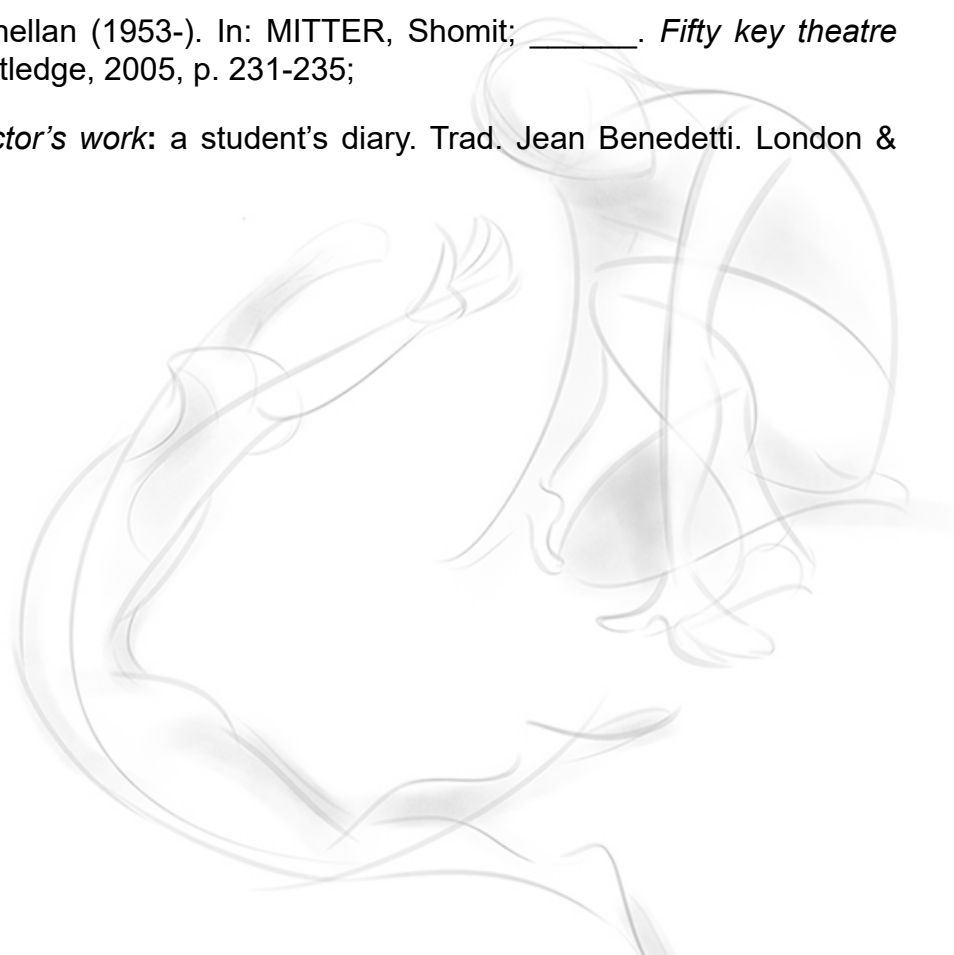 nellan (1953-). In: MITTER, Shomit; ______. Fifty key theatre
tledge, 2005, p. 231-235;
ctor’s work: a student’s diary. Trad. Jean Benedetti. London &